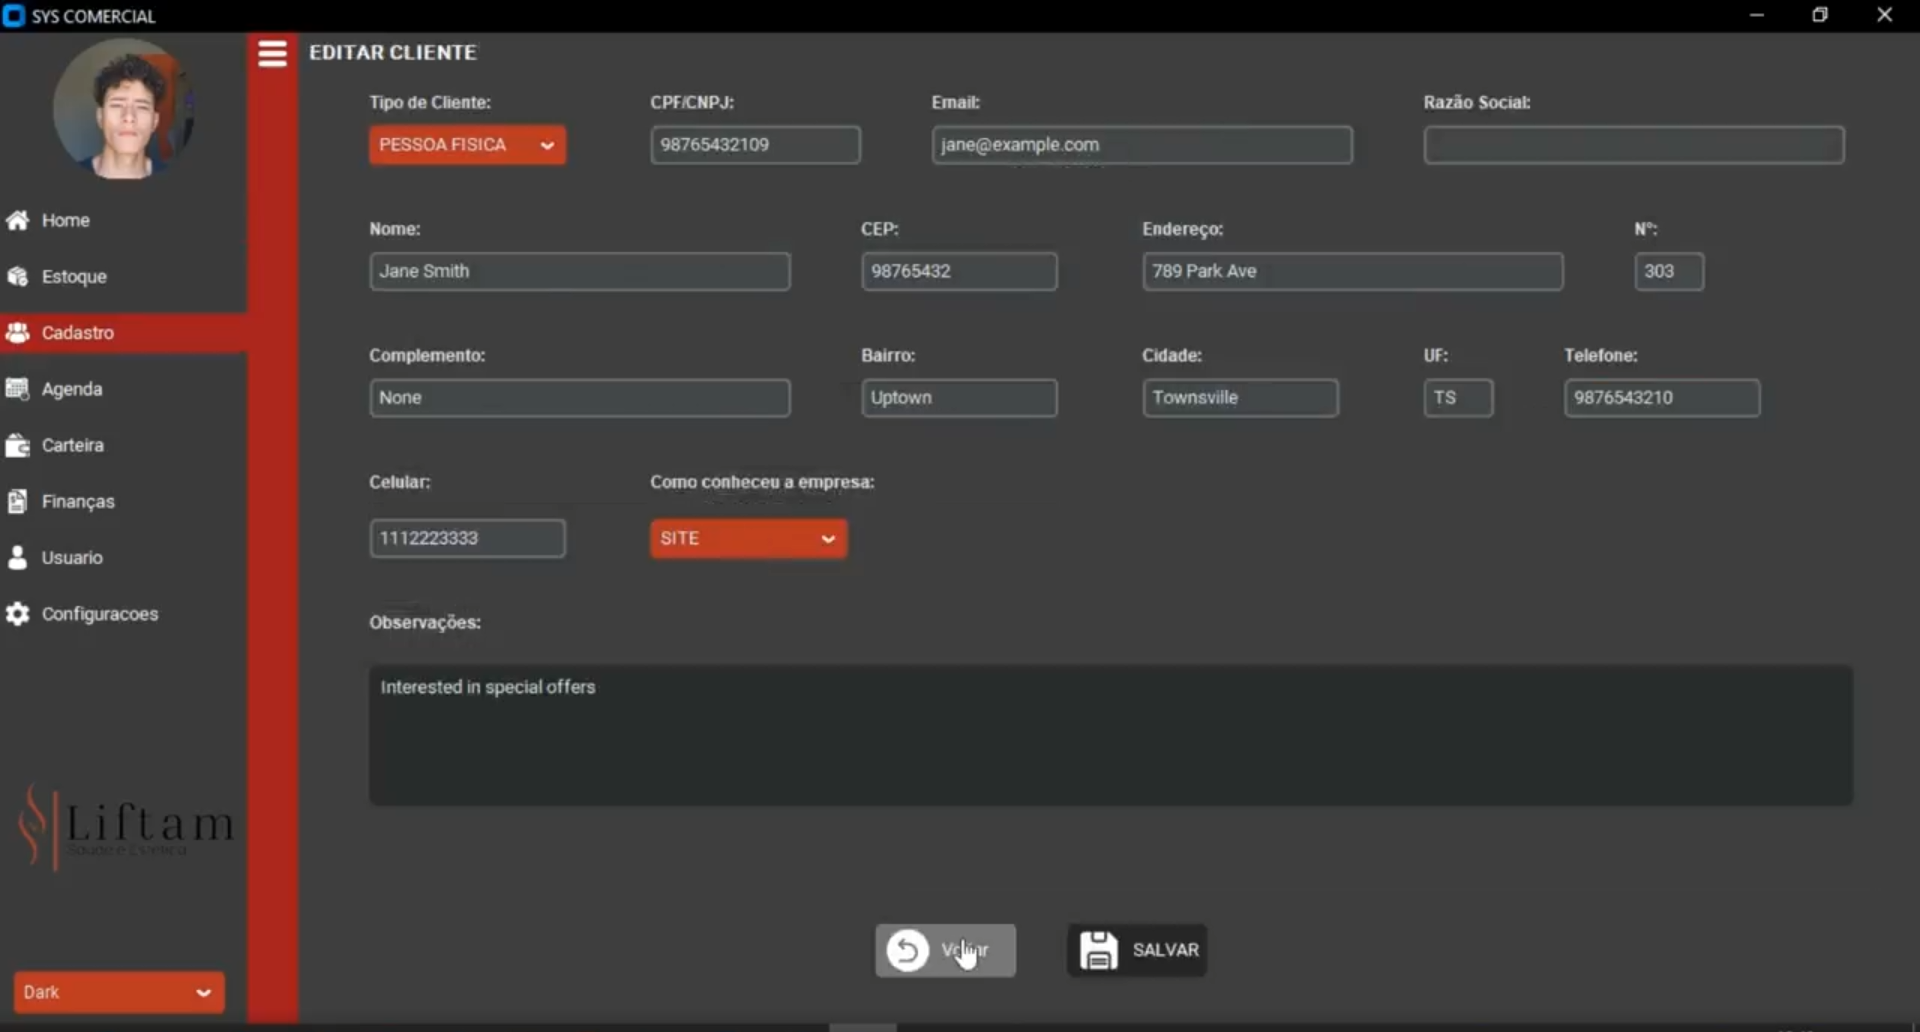 SYS COMERCIAL
EDITAR CLIENTE
Tipo de Cliente: CPF/CNPJ: Email: Razão Social:
PESSOA FISICA 98765432109 jane@example.com
Nome: CEP: Endereço: Nº:
Jane Smith 98765432 789 Park Ave 303
Complemento: Bairro: Cidade: UF: Telefone:
None Uptown Townsville TS 9876543210
Celular: Como conheceu a empresa:
1112223333 SITE
Observações:
Interested in special offers
SALVAR
Home
Estoque
Cadastro
Agenda
Carteira
Finanças
Usuario
Configuracoes
Liftam
Saúde e Estética
Dark